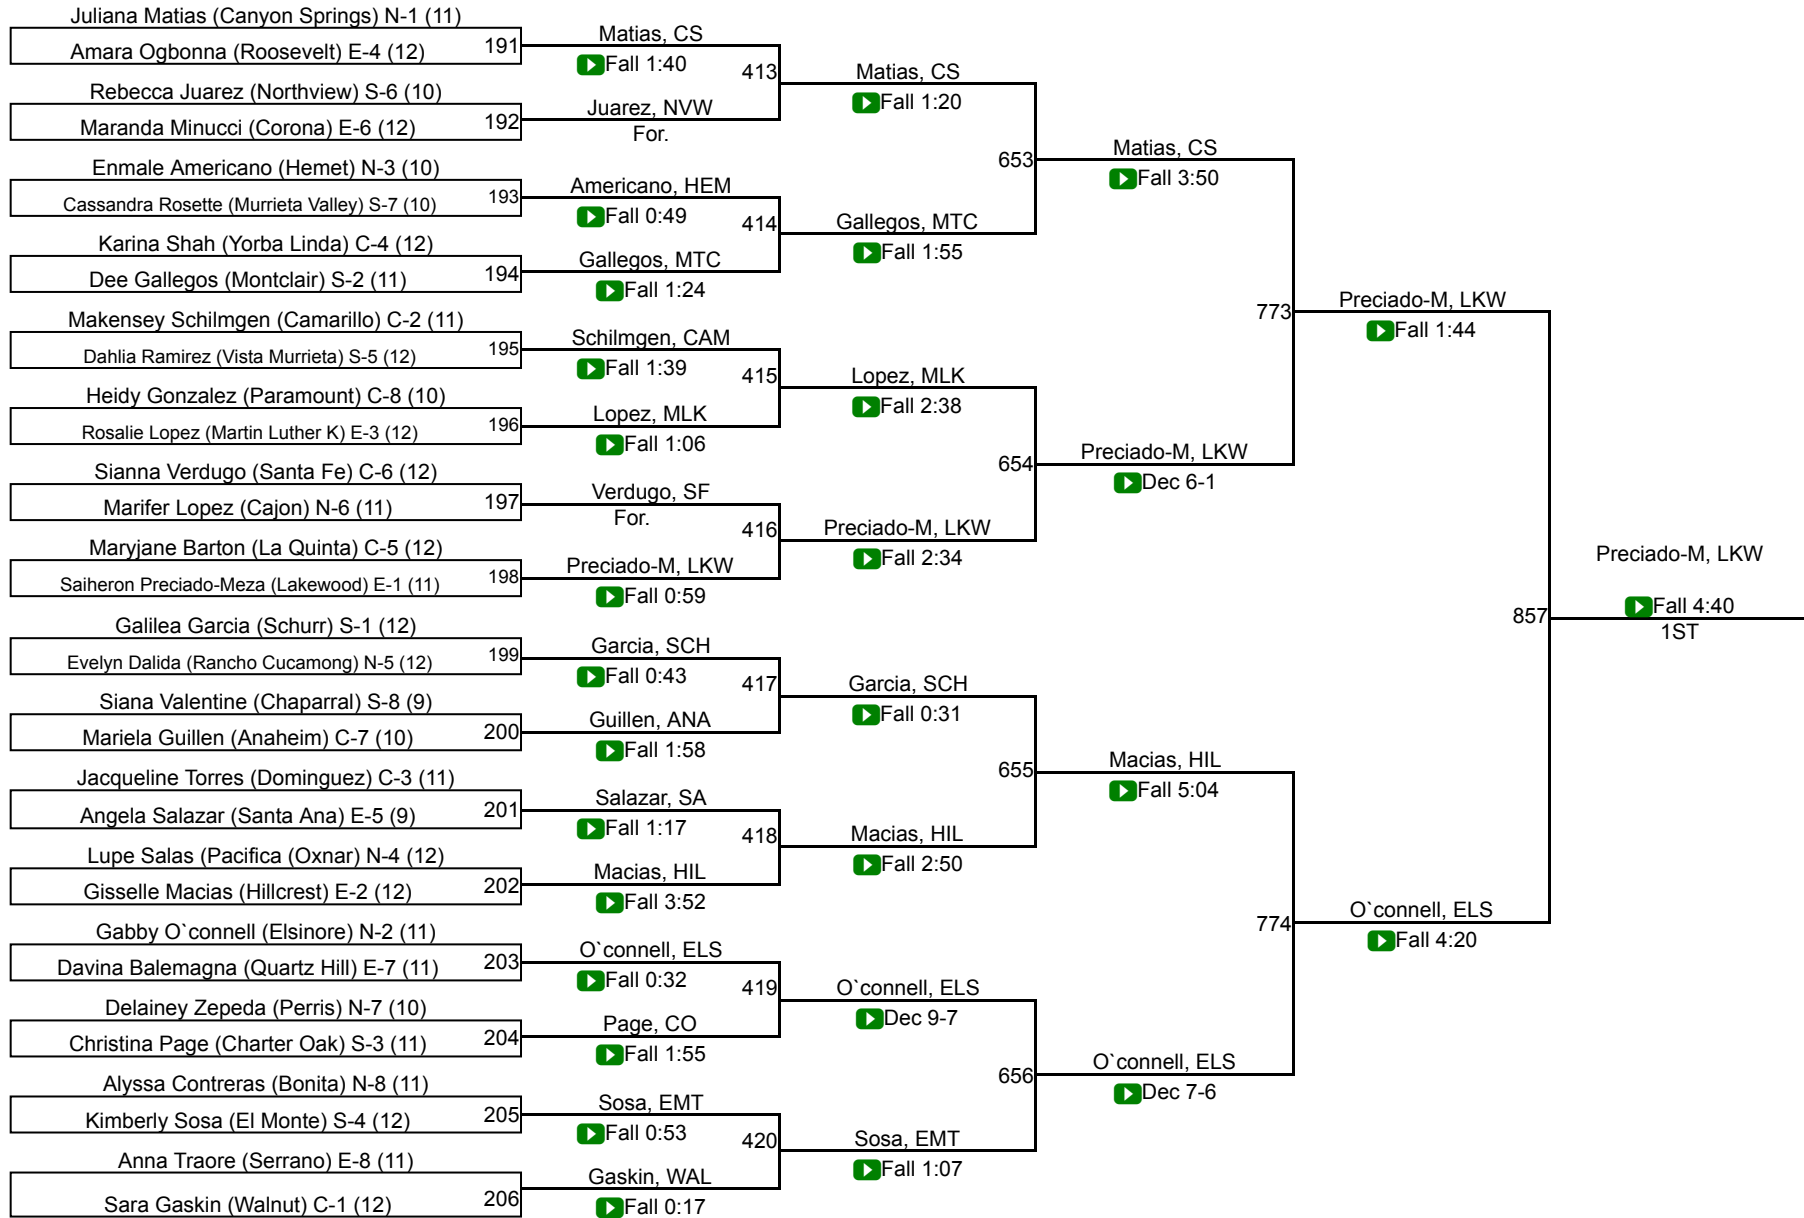 Juliana Matias (Canyon Springs) N-1 (11)
Amara Ogbonna (Roosevelt) E-4 (12)
191
Rebecca Juarez (Northview) S-6 (10)
Maranda Minucci (Corona) E-6 (12)
192
Enmale Americano (Hemet) N-3 (10)
Cassandra Rosette (Murrieta Valley) S-7 (10)
193
Karina Shah (Yorba Linda) C-4 (12)
Dee Gallegos (Montclair) S-2 (11)
194
Makensey Schilmgen (Camarillo) C-2 (11)
Dahlia Ramirez (Vista Murrieta) S-5 (12)
195
Heidy Gonzalez (Paramount) C-8 (10)
Rosalie Lopez (Martin Luther K) E-3 (12)
196
Sianna Verdugo (Santa Fe) C-6 (12)
Marifer Lopez (Cajon) N-6 (11)
197
Maryjane Barton (La Quinta) C-5 (12)
Saiheron Preciado-Meza (Lakewood) E-1 (11)
198
Galilea Garcia (Schurr) S-1 (12)
Evelyn Dalida (Rancho Cucamong) N-5 (12)
199
Siana Valentine (Chaparral) S-8 (9)
Mariela Guillen (Anaheim) C-7 (10)
200
Jacqueline Torres (Dominguez) C-3 (11)
Angela Salazar (Santa Ana) E-5 (9)
201
Lupe Salas (Pacifica (Oxnar) N-4 (12)
Gisselle Macias (Hillcrest) E-2 (12)
202
Gabby O`connell (Elsinore) N-2 (11)
Davina Balemagna (Quartz Hill) E-7 (11)
203
Delainey Zepeda (Perris) N-7 (10)
Christina Page (Charter Oak) S-3 (11)
204
Alyssa Contreras (Bonita) N-8 (11)
Kimberly Sosa (El Monte) S-4 (12)
205
Anna Traore (Serrano) E-8 (11)
Sara Gaskin (Walnut) C-1 (12)
206
Matias, CS
Fall 1:40
413
Juarez, NVW
For.
Americano, HEM
Fall 0:49
414
Gallegos, MTC
Fall 1:24
Schilmgen, CAM
Fall 1:39
415
Lopez, MLK
Fall 1:06
Verdugo, SF
For.
416
Preciado-M, LKW
Fall 0:59
Garcia, SCH
Fall 0:43
417
Guillen, ANA
Fall 1:58
Salazar, SA
Fall 1:17
418
Macias, HIL
Fall 3:52
O`connell, ELS
Fall 0:32
419
Page, CO
Fall 1:55
Sosa, EMT
Fall 0:53
420
Gaskin, WAL
Fall 0:17
Matias, CS
Fall 1:20
653
Gallegos, MTC
Fall 1:55
Lopez, MLK
Fall 2:38
654
Preciado-M, LKW
Fall 2:34
Garcia, SCH
Fall 0:31
655
Macias, HIL
Fall 2:50
O`connell, ELS
Dec 9-7
656
Sosa, EMT
Fall 1:07
Matias, CS
Fall 3:50
773
Preciado-M, LKW
Dec 6-1
Macias, HIL
Fall 5:04
774
O`connell, ELS
Dec 7-6
Preciado-M, LKW
Fall 1:44
857
O`connell, ELS
Fall 4:20
Preciado-M, LKW
Fall 4:40
1ST